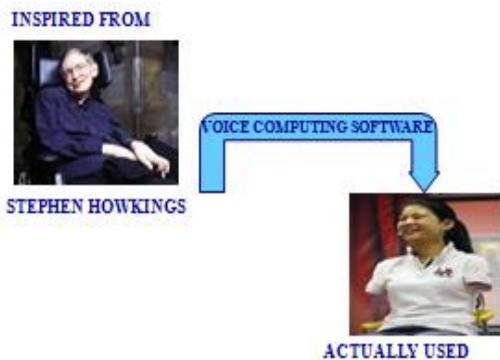 INSPIRED FROM
VOICE COMPUTING SOFTWARE
STEPHEN HOWKINGS
ACTUALLY USED